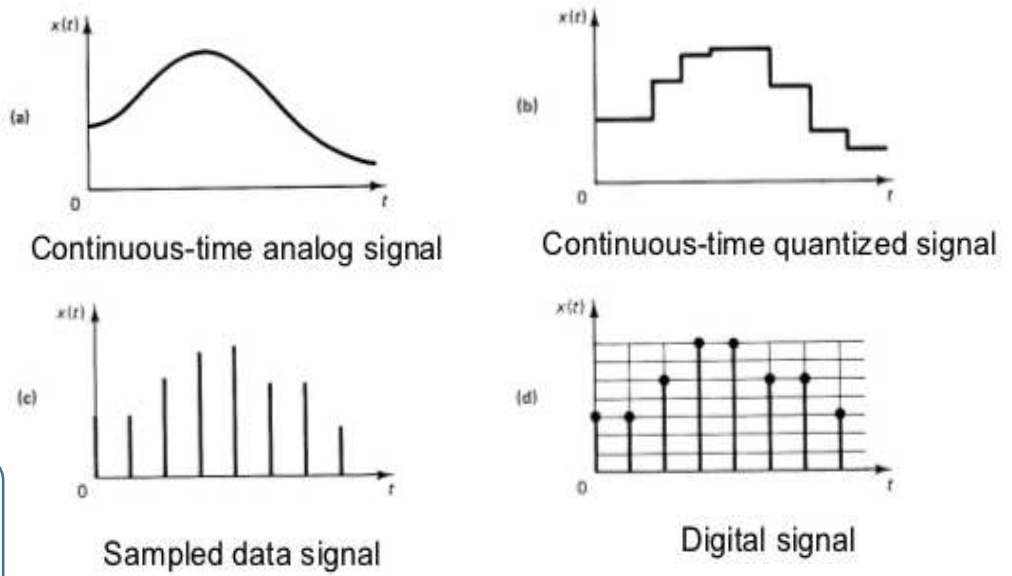 x(t)
(a)
0
t
Continuous-time analog signal
x(t)
(b)
0
t
Continuous-time quantized signal
x(t)
(c)
0
t
Sampled data signal
x(t)
(d)
0
t
Digital signal